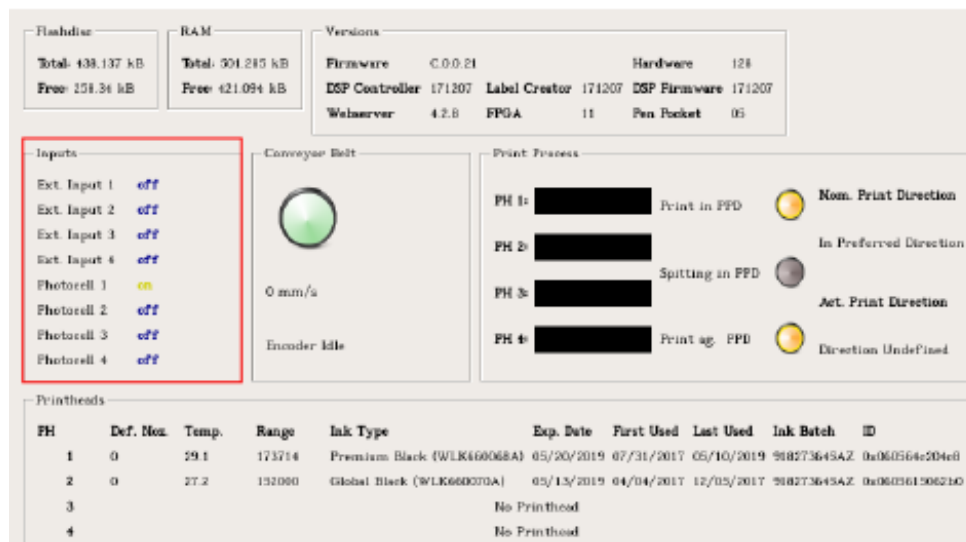 Flashdisc RAM Versions
Total: 438.137 kB Total: 501.285 kB Firmware C.0.0.21 Hardware 128
Free: 258.34 kB Free: 421.094 kB DSP Controller 171207 Label Creator 171207 DSP Firmware 171207
Webserver 4.2.8 FPGA 11 Pen Pocket 05
Inputs Conveyor Belt Print Process
Ext. Input 1 off
Ext. Input 2 off
Ext. Input 3 off
Ext. Input 4 off
Photocell 1 on
Photocell 2 off
Photocell 3 off
Photocell 4 off
0 mm/s
Encoder Idle
PH 1: Print in PPD Nom. Print Direction
PH 2: In Preferred Direction
Spitting in PPD
PH 3: Act. Print Direction
PH 4: Print ag. PPD Direction Undefined
Printheads
PH Def. Noz. Temp. Range Ink Type Exp. Date First Used Last Used Ink Batch ID
1 0 29.1 173714 Premium Black (WLK660068A) 05/20/2019 07/31/2017 05/10/2019 918273645AZ
2 0 27.2 192000 Global Black (WLK660070A) 05/13/2019 04/04/2017 12/05/2017 918273645AZ
3 No Printhead
4 No Printhead